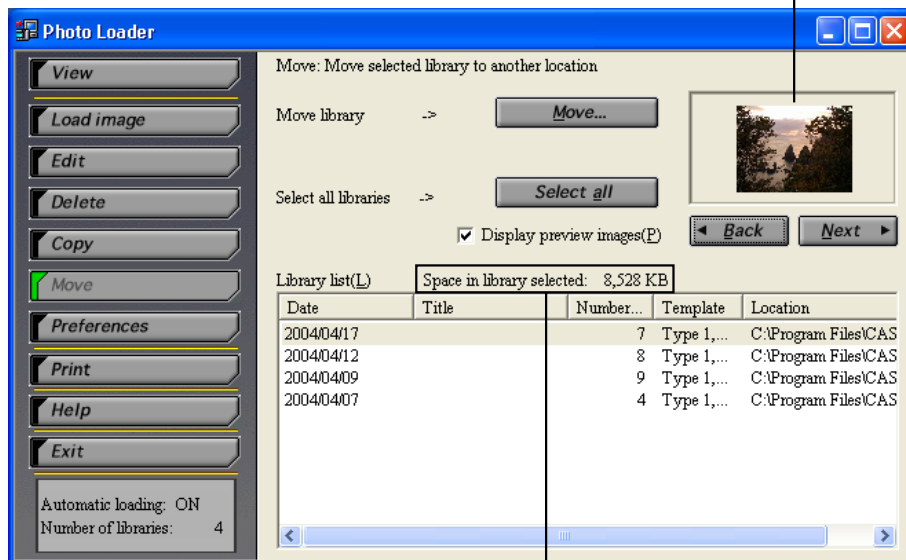 Photo Loader
View
Load image
Edit
Delete
Copy
Move
Preferences
Print
Help
Exit
Automatic loading: ON
Number of libraries: 4
Move: Move selected library to another location
Move library -> Move...
Select all libraries -> Select all
Display preview images(P)
Back Next
Library list(L) Space in library selected: 8,528 KB
Date Title Number... Template Location
2004/04/17 7 Type 1,... C:\Program Files\CAS
2004/04/12 8 Type 1,... C:\Program Files\CAS
2004/04/09 9 Type 1,... C:\Program Files\CAS
2004/04/07 4 Type 1,... C:\Program Files\CAS